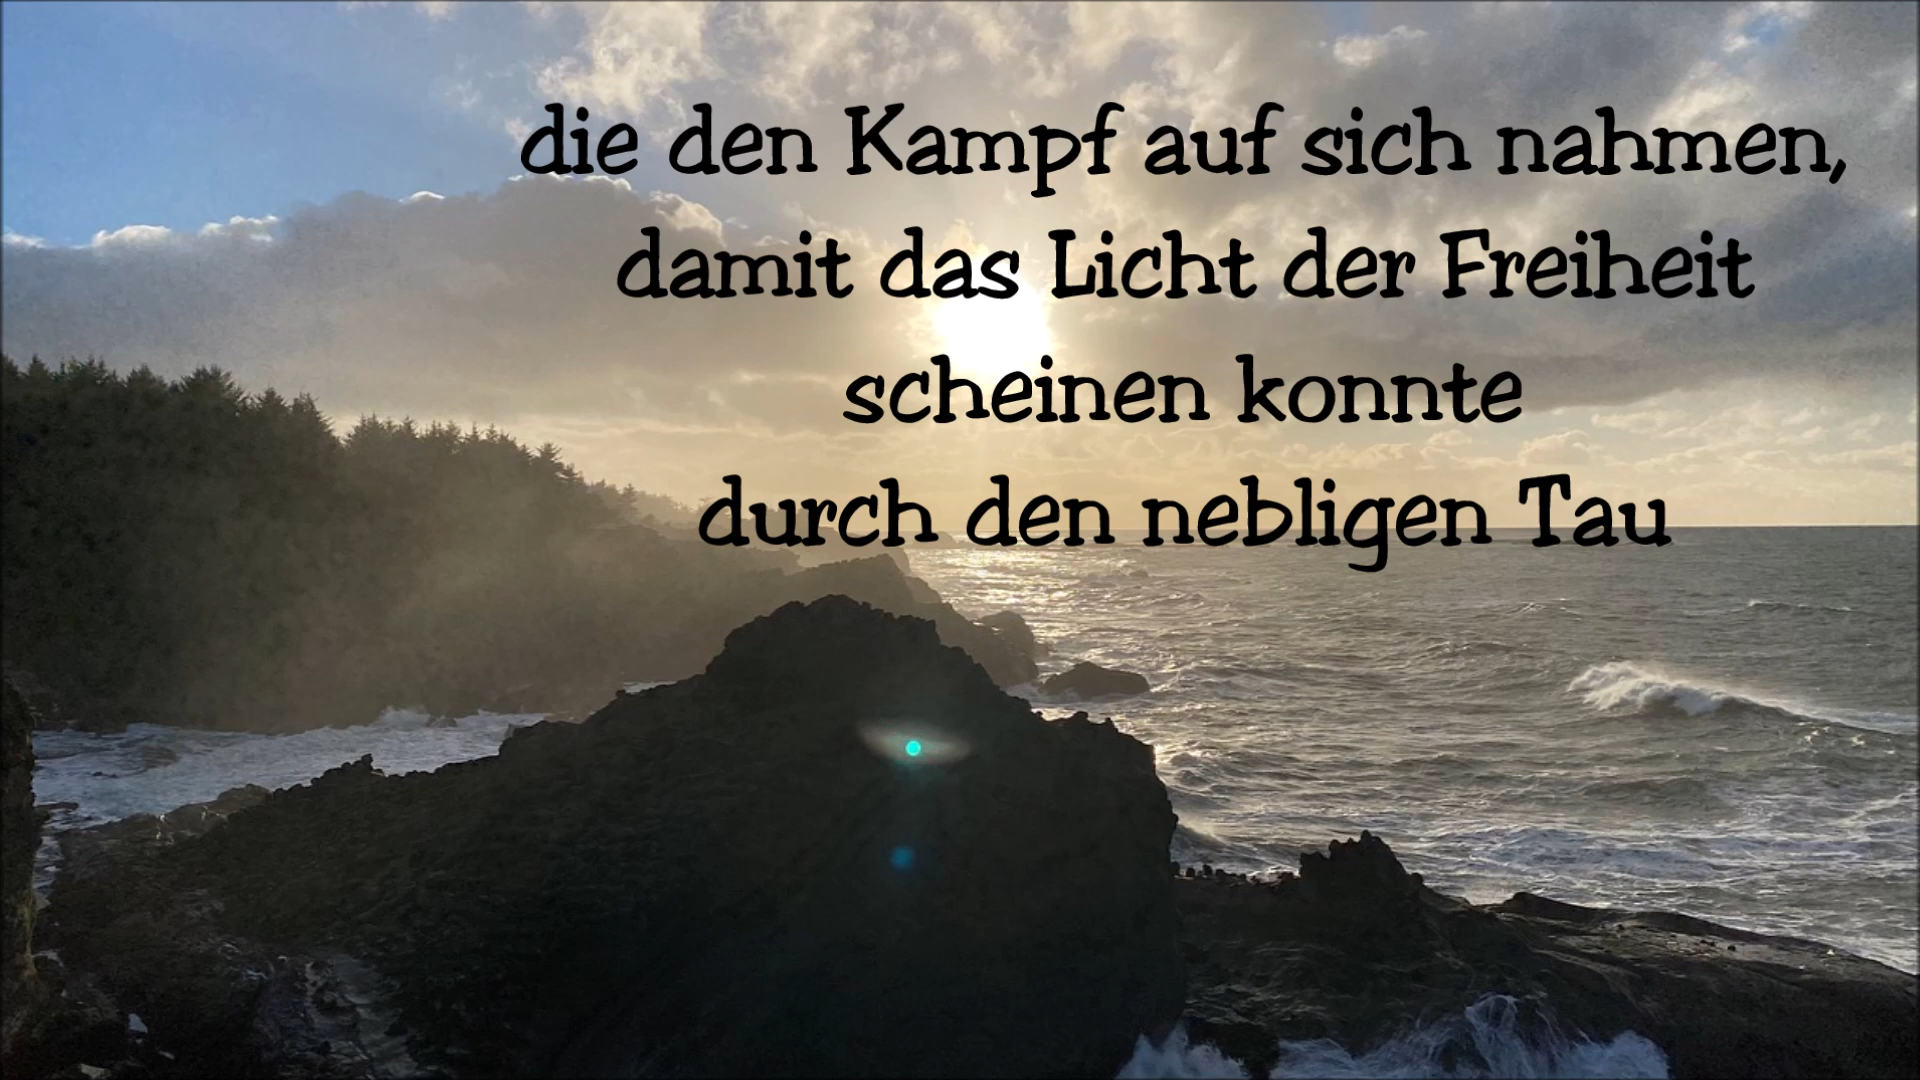 die den Kampf auf sich nahmen,
damit das Licht der Freiheit
scheinen konnte
durch den nebligen Tau